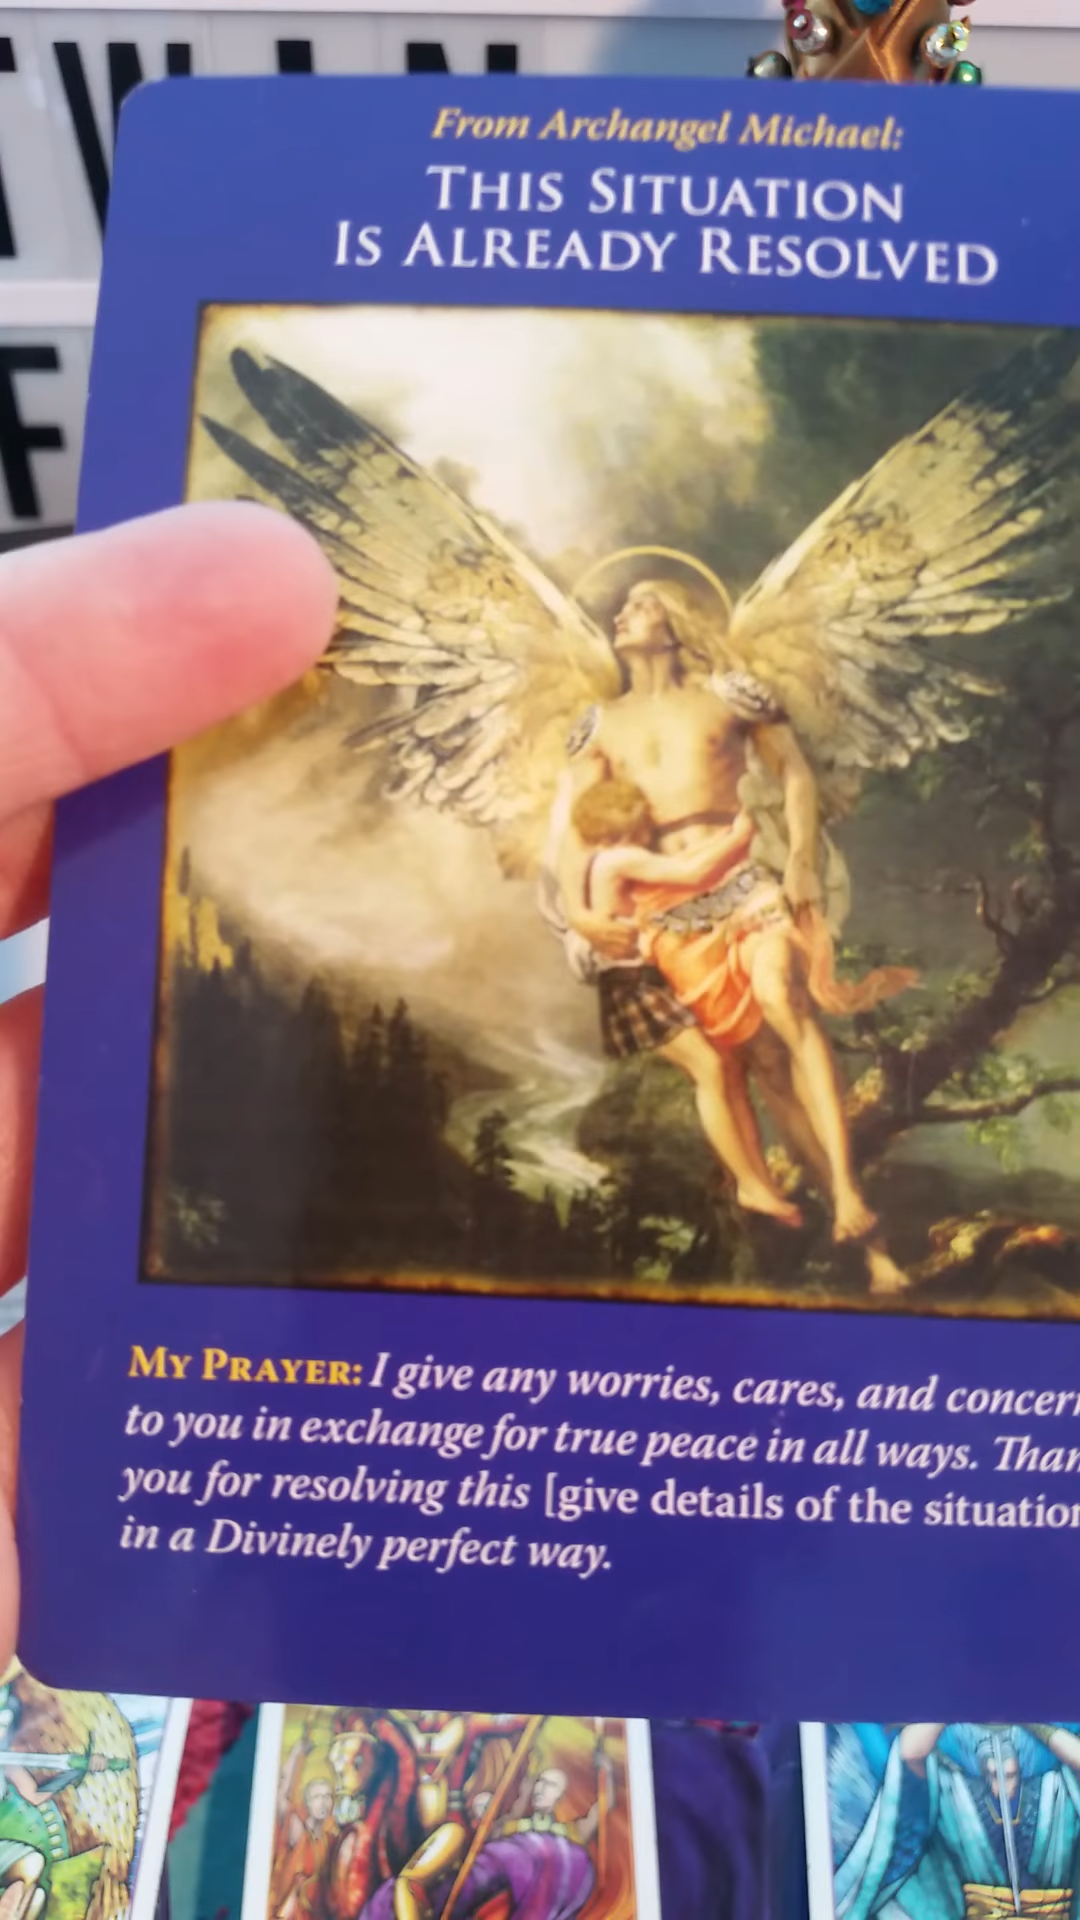 From Archangel Michael:
THIS SITUATION
IS ALREADY RESOLVED
MY PRAYER: I give any worries, cares, and concern
to you in exchange for true peace in all ways. Than
you for resolving this [give details of the situation
in a Divinely perfect way.